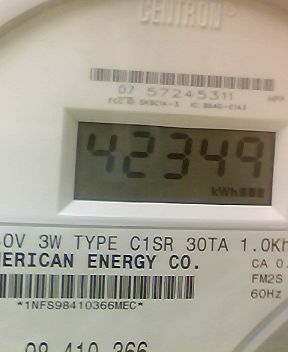 CENTRON
07 57245311
42349
kWh
0V 3W TYPE C1SR 30TA 1.0Kh
ERICAN ENERGY CO.
CA 0.
FM2S
60Hz
*1NFS98410366MEC*
98 410 366